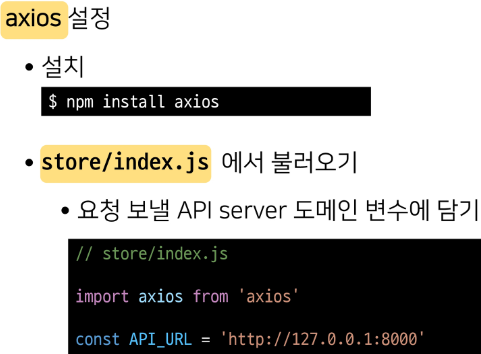 axios 설정
• 설치
$ npm install axios
• store/index.js 에서 불러오기
• 요청 보낼 API server 도메인 변수에 담기
// store/index.js
import axios from 'axios'
const API_URL = 'http://127.0.0.1:8000'